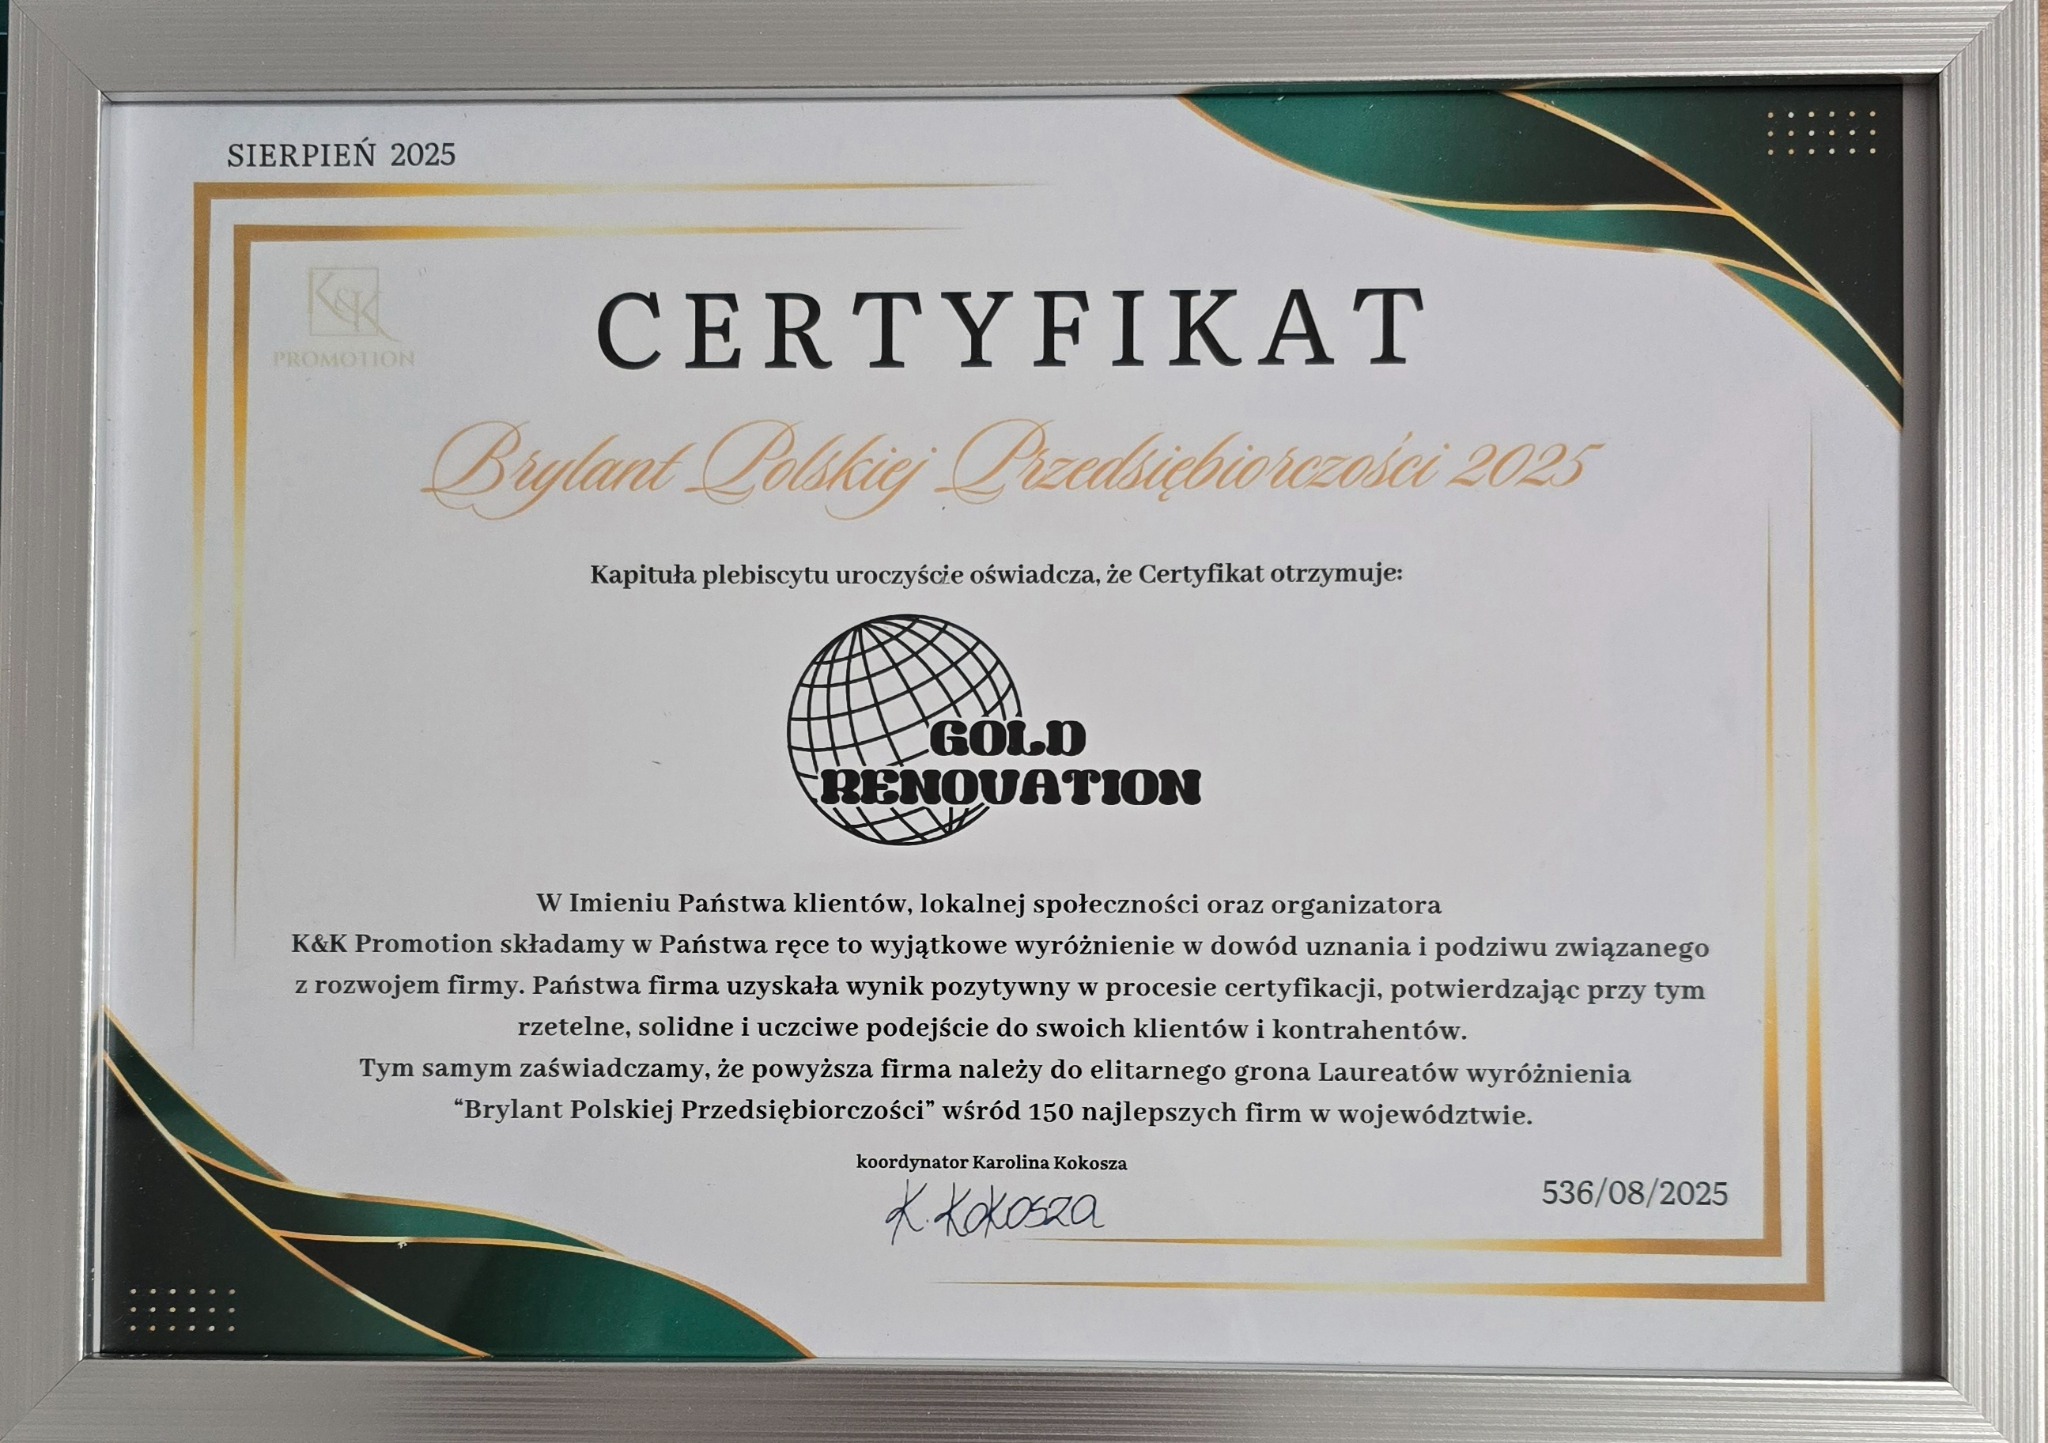 SIERPIEŃ 2025
K&K
PROMOTION
CERTYFIKAT
Brylant Polskiej Przedsiębiorczości 2025
Kapituła plebiscytu uroczyście oświadcza, że Certyfikat otrzymuje:
GOLD
RENOVATION
W Imieniu Państwa klientów, lokalnej społeczności oraz organizatora
K&K Promotion składamy w Państwa ręce to wyjątkowe wyróżnienie w dowód uznania i podziwu związanego
z rozwojem firmy. Państwa firma uzyskała wynik pozytywny w procesie certyfikacji, potwierdzając przy tym
rzetelne, solidne i uczciwe podejście do swoich klientów i kontrahentów.
Tym samym zaświadczamy, że powyższa firma należy do elitarnego grona Laureatów wyróżnienia
“Brylant Polskiej Przedsiębiorczości” wśród 150 najlepszych firm w województwie.
koordynator Karolina Kokosza
K. Kokosza
536/08/2025